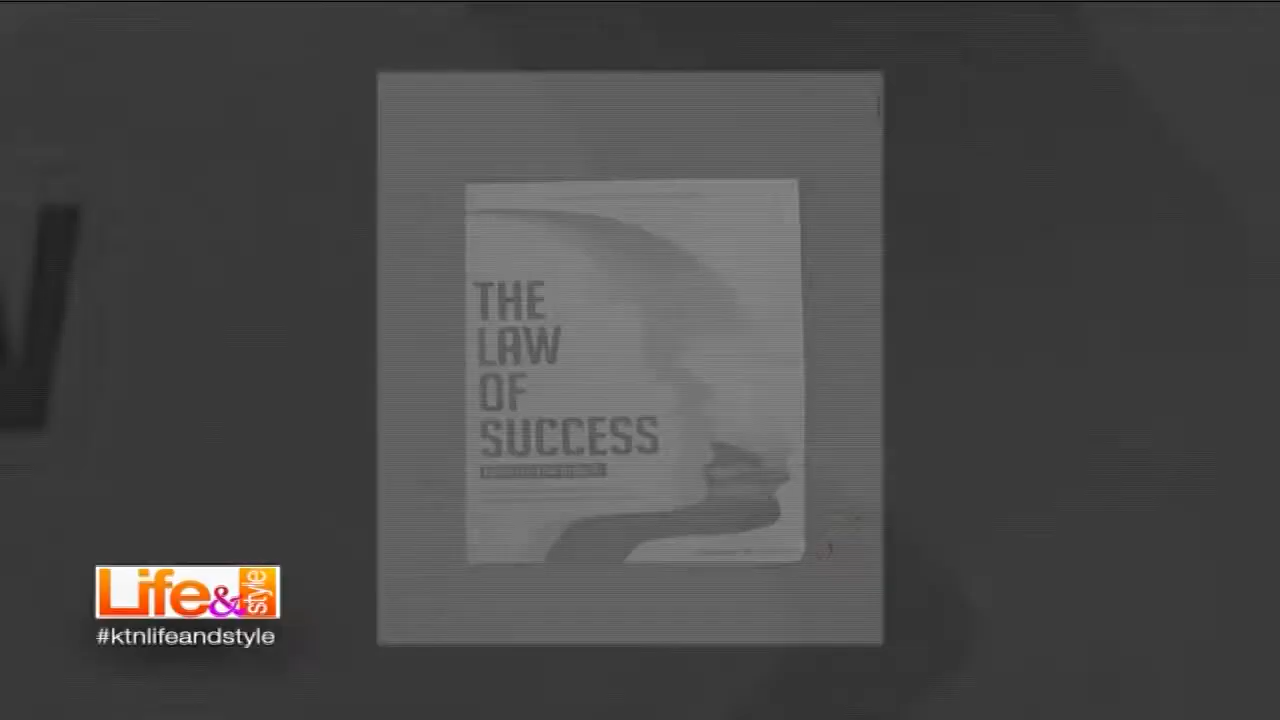 THE
LAW
OF
SUCCESS
Life&style
#ktnlifeandstyle